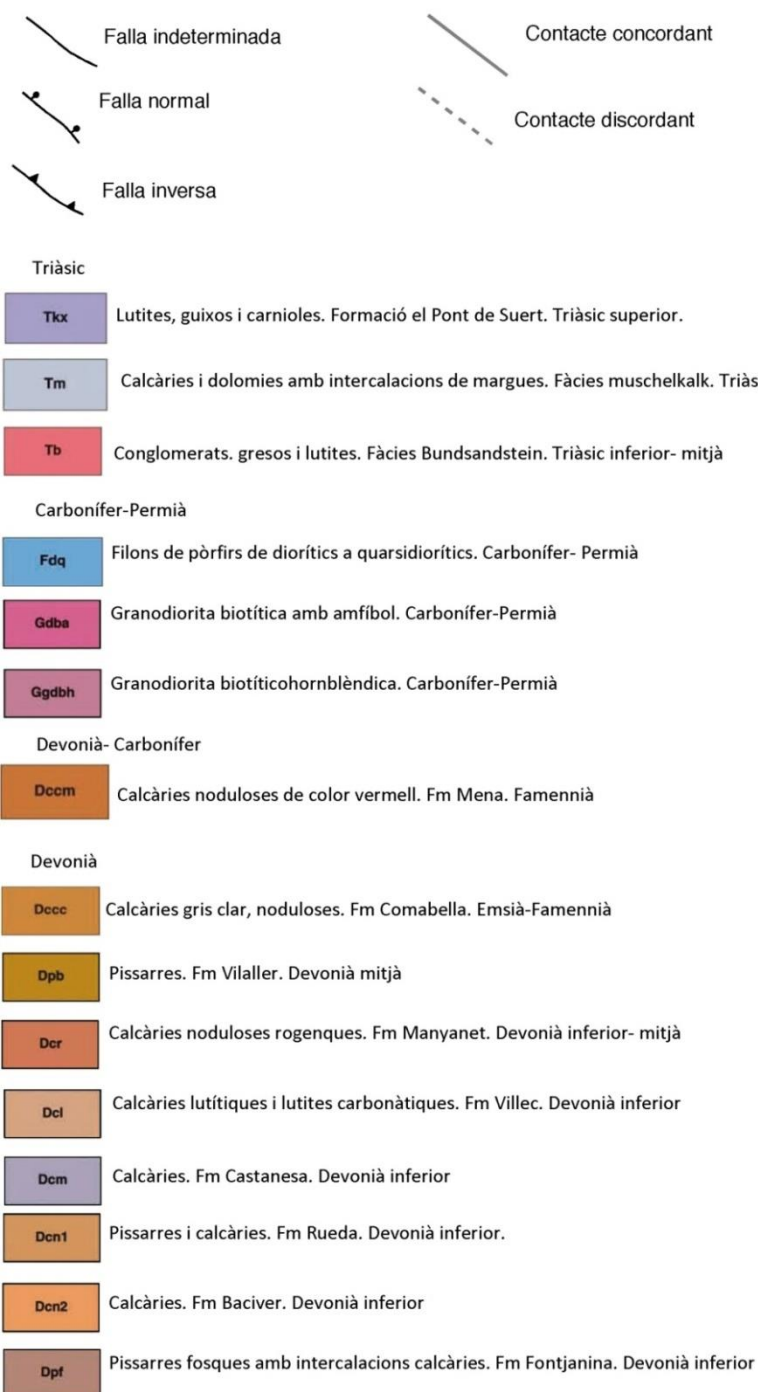 Falla indeterminada
Contacte concordant
Falla normal
Contacte discordant
Falla inversa
Triàsic
Tkx Lutites, guixos i carnioles. Formació el Pont de Suert. Triàsic superior.
Tm Calcàries i dolomies amb intercalacions de margues. Fàcies muschelkalk. Triàs
Tb Conglomerats. gresos i lutites. Fàcies Bundsandstein. Triàsic inferior- mitjà
Carbonífer-Permià
Fdq Filons de pòrfirs de diorítics a quarsidiorítics. Carbonífer- Permià
Gdba Granodiorita biotítica amb amfíbol. Carbonífer-Permià
Ggdbh Granodiorita biotíticohornblèndica. Carbonífer-Permià
Devonià- Carbonífer
Dccm Calcàries noduloses de color vermell. Fm Mena. Famennià
Devonià
Dccc Calcàries gris clar, noduloses. Fm Comabella. Emsià-Famennià
Dpb Pissarres. Fm Vilaller. Devonià mitjà
Dcr Calcàries noduloses rogenques. Fm Manyanet. Devonià inferior- mitjà
Dcl Calcàries lutítiques i lutites carbonàtiques. Fm Villec. Devonià inferior
Dcm Calcàries. Fm Castanesa. Devonià inferior
Dcn1 Pissarres i calcàries. Fm Rueda. Devonià inferior.
Dcn2 Calcàries. Fm Baciver. Devonià inferior
Dpf Pissarres fosques amb intercalacions calcàries. Fm Fontjanina. Devonià inferior